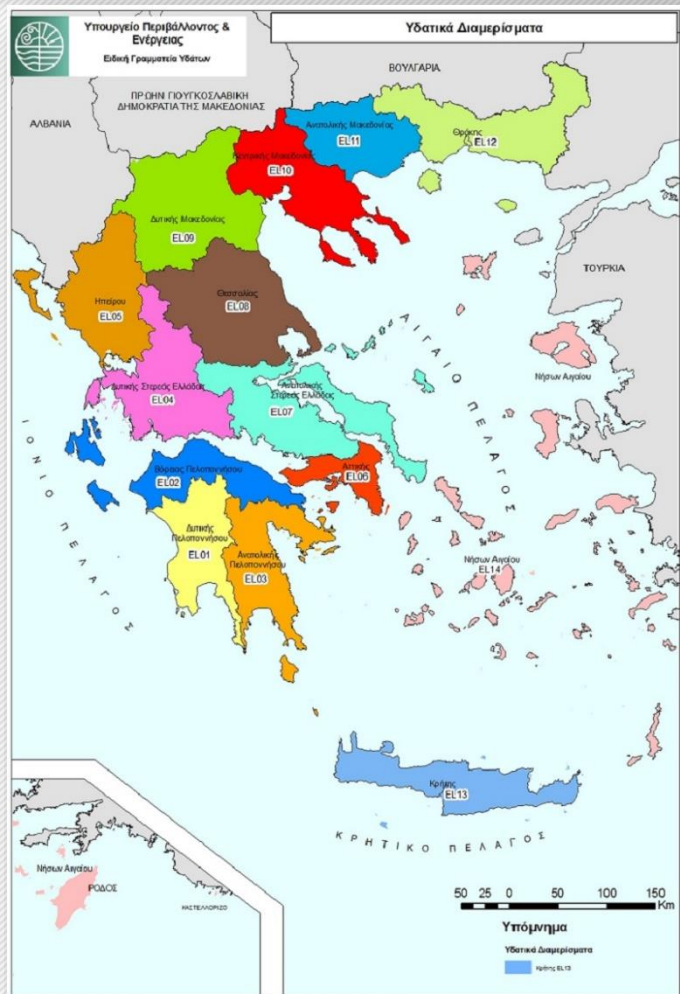 Υπουργείο Περιβάλλοντος &
Ενέργειας
Ειδική Γραμματεία Υδάτων
Υδατικά Διαμερίσματα
ΒΟΥΛΓΑΡΙΑ
ΠΡΩΗΝ ΓΙΟΥΓΚΟΣΛΑΒΙΚΗ
ΔΗΜΟΚΡΑΤΙΑ ΤΗΣ ΜΑΚΕΔΟΝΙΑΣ
ΑΛΒΑΝΙΑ
Ανατολικής Μακεδονίας
EL11
Θράκης
EL12
Κεντρικής Μακεδονίας
EL10
Δυτικής Μακεδονίας
EL09
ΤΟΥΡΚΙΑ
Ηπείρου
EL05
Θεσσαλίας
EL08
ΑΙΓΑΙΟ ΠΕΛΑΓΟΣ
Νήσων Αιγαίου
Δυτικής Στερεάς Ελλάδας
EL04
Ανατολικής
Στερεάς Ελλάδας
EL07
ΙΟΝΙΟ ΠΕΛΑΓΟΣ
Βόρειας Πελοποννήσου
EL02
Αττικής
EL06
Δυτικής
Πελοποννήσου
EL01
Ανατολικής
Πελοποννήσου
EL03
Νήσων Αιγαίου
EL14
Κρήτης
EL13
ΚΡΗΤΙΚΟ ΠΕΛΑΓΟΣ
Νήσων Αιγαίου
ΡΟΔΟΣ
ΚΑΣΤΕΛΛΟΡΙΖΟ
50 25 0 50 100 150
Km
Υπόμνημα
Υδατικά Διαμερίσματα
Κρήτης EL13